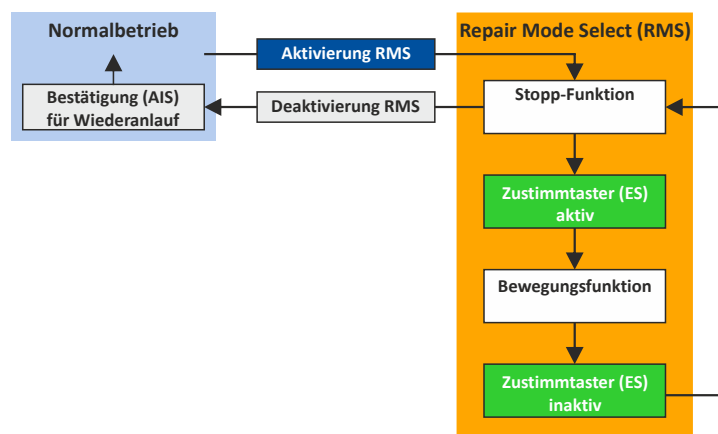 Normalbetrieb
Aktivierung RMS
Repair Mode Select (RMS)
Bestätigung (AIS)
für Wiederanlauf
Deaktivierung RMS
Stopp-Funktion
Zustimmtaster (ES)
aktiv
Bewegungsfunktion
Zustimmtaster (ES)
inaktiv